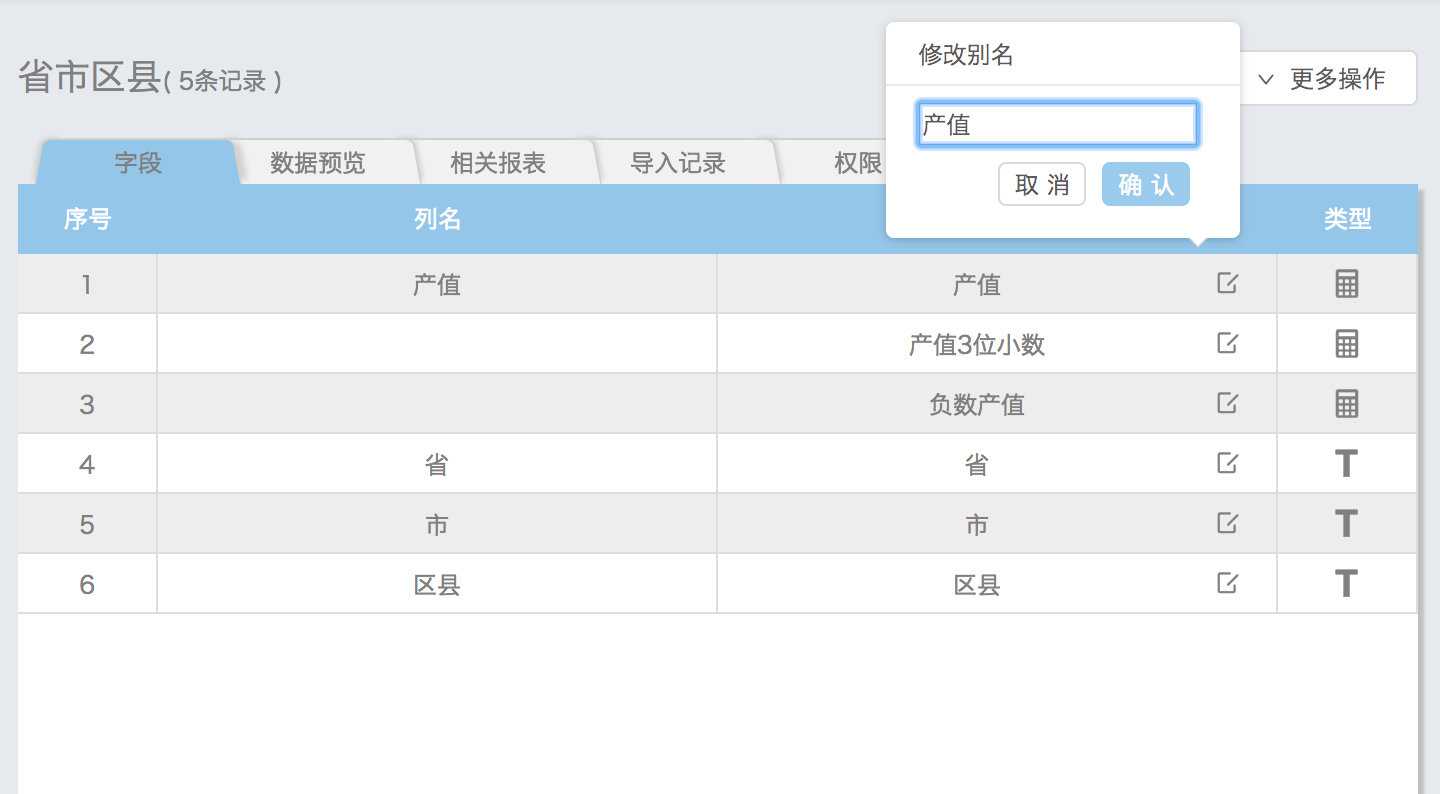 修改别名
省市区县( 5条记录 )
更多操作
产值
字段 数据预览 相关报表 导入记录 权限
取 消 确 认
序号 列名 类型
1 产值 产值
2 产值3位小数
3 负数产值
4 省 省
5 市 市
6 区县 区县